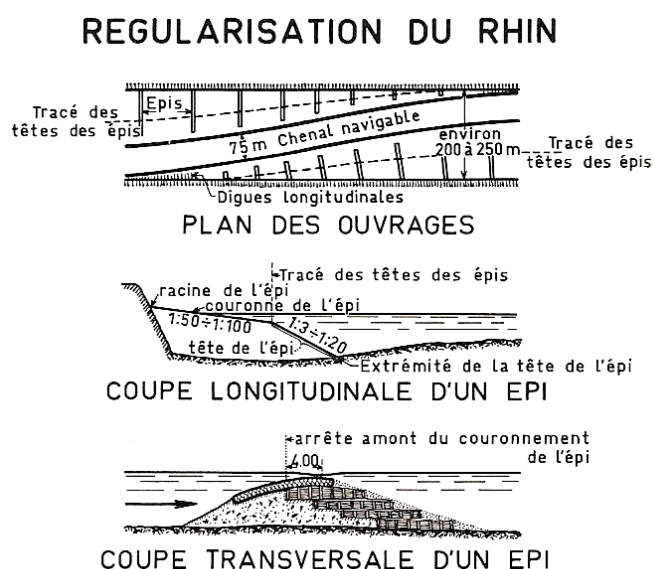 REGULARISATION DU RHIN
Tracé des
têtes des épis
Epis
75 m Chenal navigable
environ
200 à 250 m
Tracé des
têtes des épis
Digues longitudinales
PLAN DES OUVRAGES
Tracé des têtes des épis
racine de l'épi
couronne de l'épi
1:50÷1:100
1:3÷1:20
tête de l'épi
Extrémité de la tête de l'épi
COUPE LONGITUDINALE D'UN EPI
arrête amont du couronnement
de l'épi
4.00
COUPE TRANSVERSALE D'UN EPI